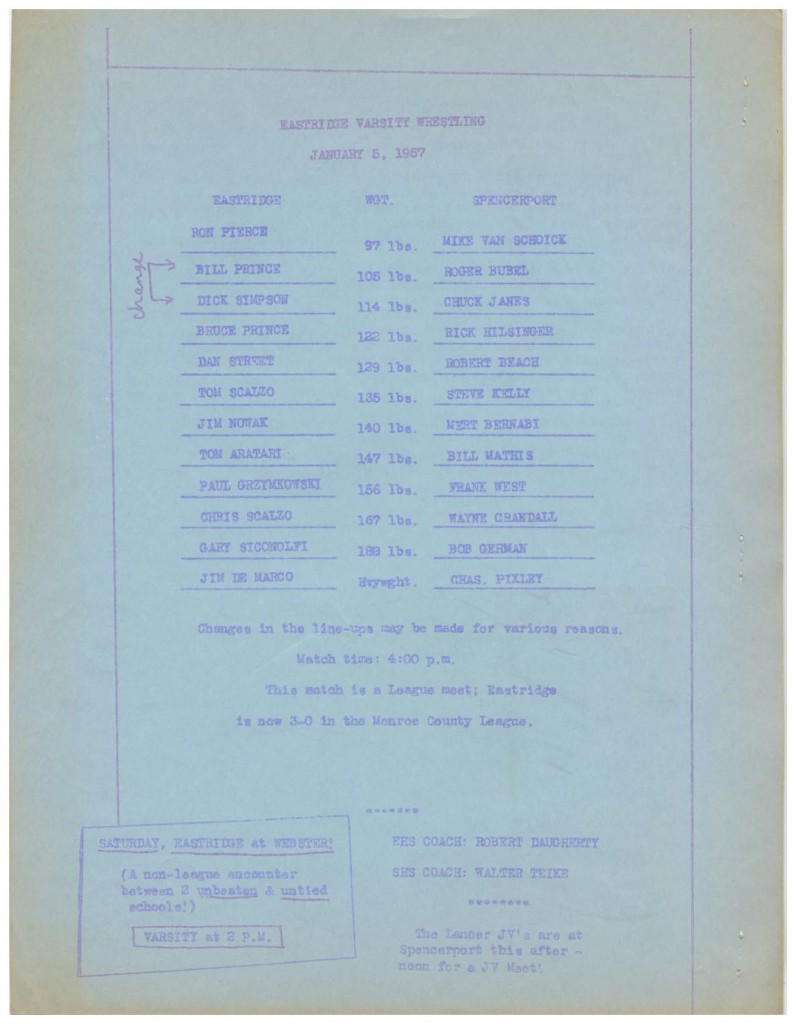 EASTRIDGE VARSITY WRESTLING
JANUARY 5, 1967
EASTRIDGE WGT. SPENCERPORT
RON PIERCE 97 lbs. MIKE VAN SCHOICK
change
BILL PRINCE 105 lbs. ROGER BUBEL
DICK SIMPSON 114 lbs. CHUCK JANES
BRUCE PRINCE 122 lbs. RICK HILSINGER
DAN STREET 129 lbs. ROBERT BEACH
TOM SCALZO 135 lbs. STEVE KELLY
JIM NOWAK 140 lbs. MERT BERNABI
TOM ARATARI 147 lbs. BILL MATHIS
PAUL GRZYMKOWSKI 156 lbs. FRANK WEST
CHRIS SCALZO 167 lbs. WAYNE CRANDALL
GARY SICONOLFI 180 lbs. BOB GERMAN
JIM DE MARCO Hvywght. CHAS. PIXLEY
Changes in the line-ups may be made for various reasons.
Match time: 4:00 p.m.
This match is a League meet; Eastridge
is now 3-0 in the Monroe County League.
*******
SATURDAY, EASTRIDGE at WEBSTER!
(A non-league encounter
between 2 unbeaten & untied
schools!)
VARSITY at 2 P.M.
EHS COACH: ROBERT DAUGHERTY
SHS COACH: WALTER TEIKE
********
The Lancer JV's are at
Spencerport this after -
noon for a JV Meet!